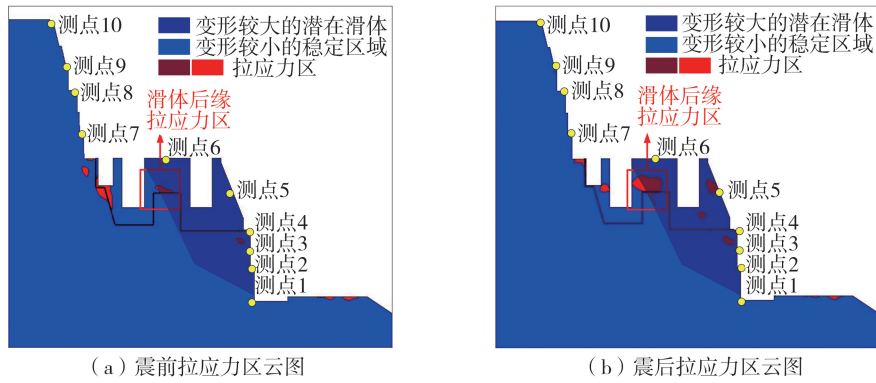 测点10
变形较大的潜在滑体
变形较小的稳定区域
拉应力区
测点9
测点8
滑体后缘
拉应力区
测点7
测点6
测点5
测点4
测点3
测点2
测点1
(a)震前拉应力区云图
测点10
变形较大的潜在滑体
变形较小的稳定区域
拉应力区
测点9
测点8
滑体后缘
拉应力区
测点7
测点6
测点5
测点4
测点3
测点2
测点1
(b)震后拉应力区云图